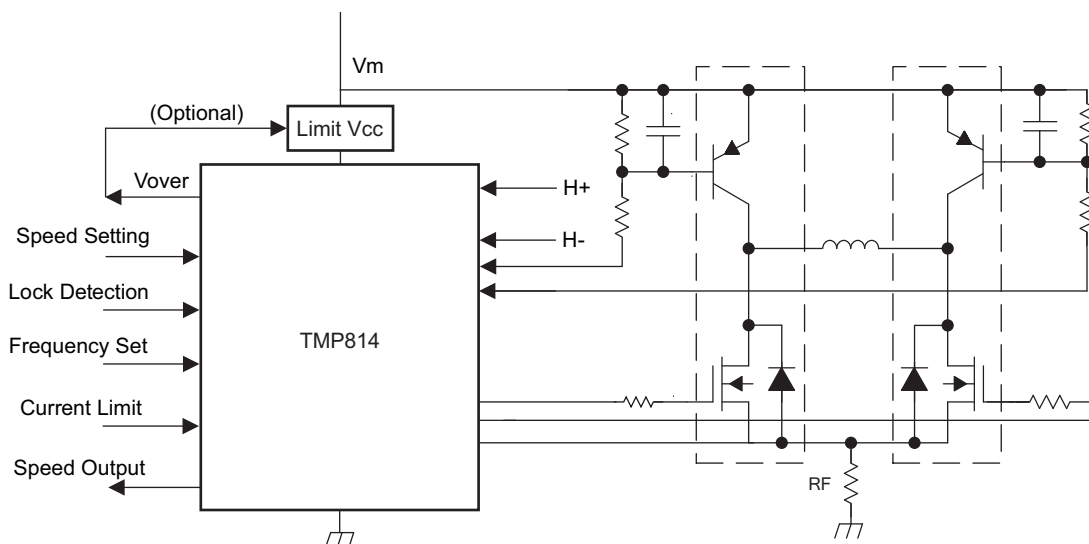 Vm
(Optional)
Limit Vcc
Vover
H+
Speed Setting
H-
Lock Detection
TMP814
Frequency Set
Current Limit
Speed Output
RF